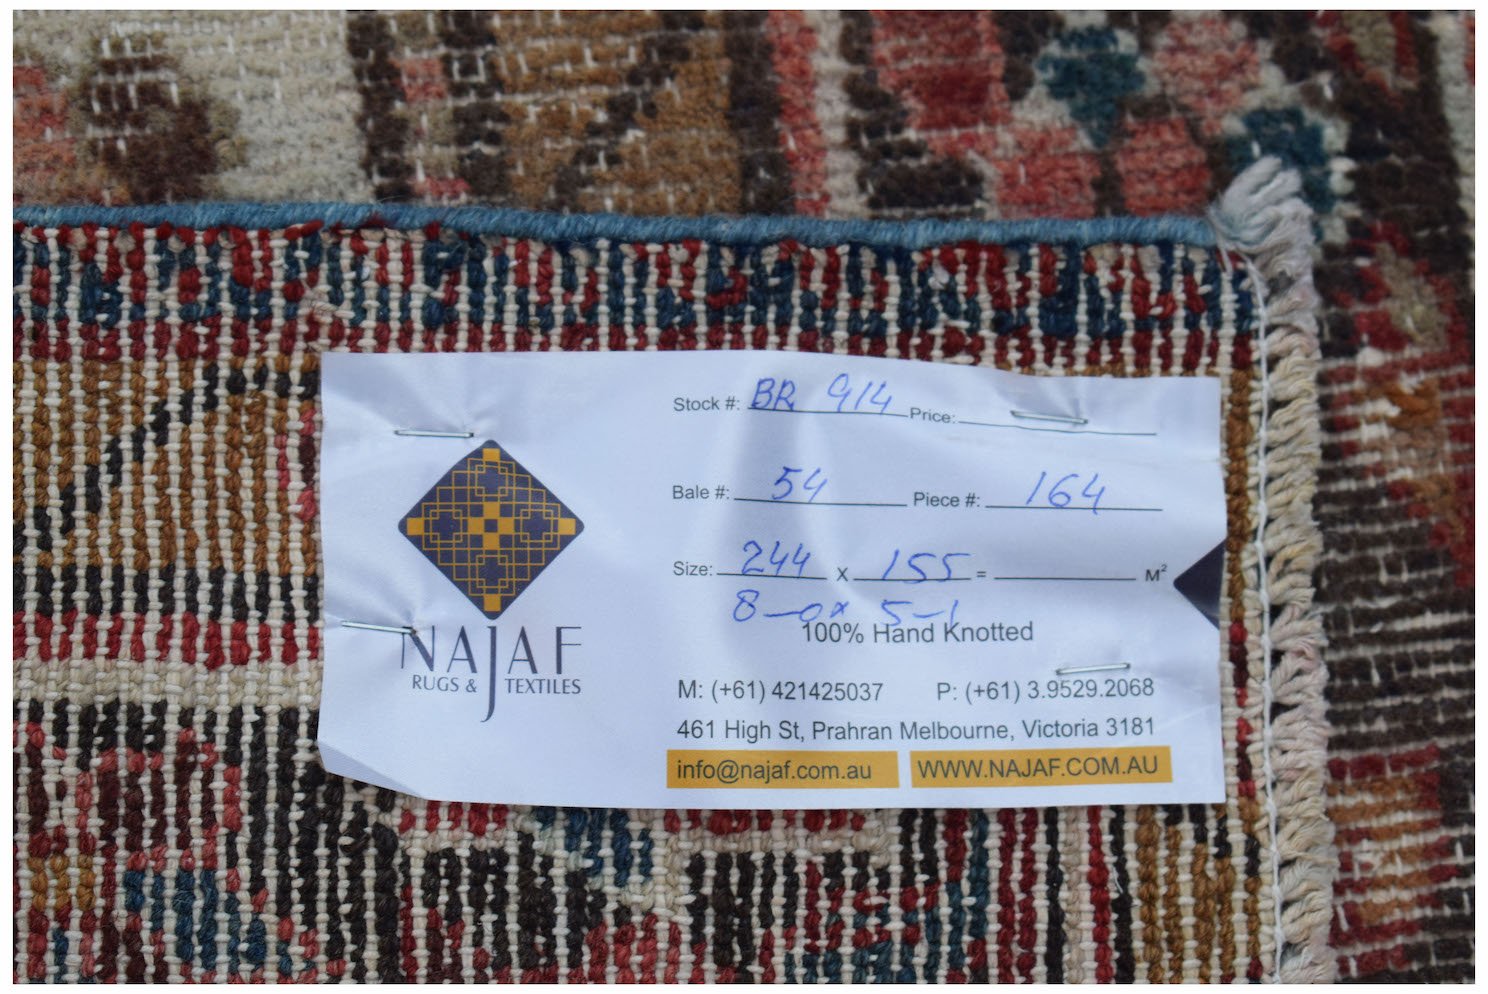 Stock #: BR 914 Price:
Bale #: 54 Piece #: 164
Size: 244 x 155 = M²
8-0 x 5-1
100% Hand Knotted
NAJAF
RUGS & TEXTILES
M: (+61) 421425037 P: (+61) 3.9529.2068
461 High St, Prahran Melbourne, Victoria 3181
info@najaf.com.au WWW.NAJAF.COM.AU